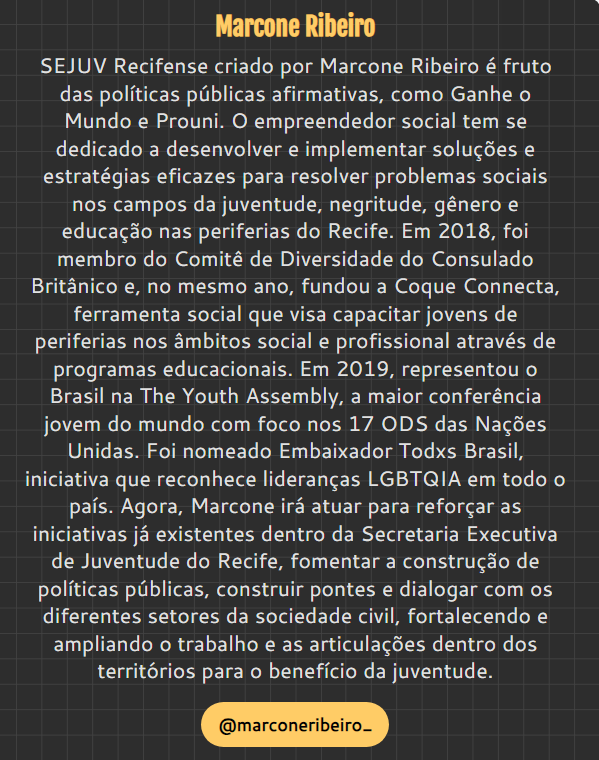 Marcone Ribeiro
SEJUV Recifense criado por Marcone Ribeiro é fruto
das políticas públicas afirmativas, como Ganhe o
Mundo e Prouni. O empreendedor social tem se
dedicado a desenvolver e implementar soluções e
estratégias eficazes para resolver problemas sociais
nos campos da juventude, negritude, gênero e
educação nas periferias do Recife. Em 2018, foi
membro do Comitê de Diversidade do Consulado
Britânico e, no mesmo ano, fundou a Coque Connecta,
ferramenta social que visa capacitar jovens de
periferias nos âmbitos social e profissional através de
programas educacionais. Em 2019, representou o
Brasil na The Youth Assembly, a maior conferência
jovem do mundo com foco nos 17 ODS das Nações
Unidas. Foi nomeado Embaixador Todxs Brasil,
iniciativa que reconhece lideranças LGBTQIA em todo o
país. Agora, Marcone irá atuar para reforçar as
iniciativas já existentes dentro da Secretaria Executiva
de Juventude do Recife, fomentar a construção de
políticas públicas, construir pontes e dialogar com os
diferentes setores da sociedade civil, fortalecendo e
ampliando o trabalho e as articulações dentro dos
territórios para o benefício da juventude.
@marconeribeiro_